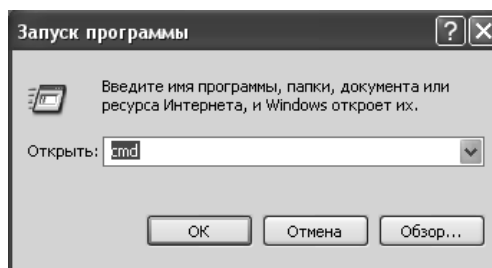 Запуск программы
Введите имя программы, папки, документа или
ресурса Интернета, и Windows откроет их.
Открыть: cmd
ОК Отмена Обзор...